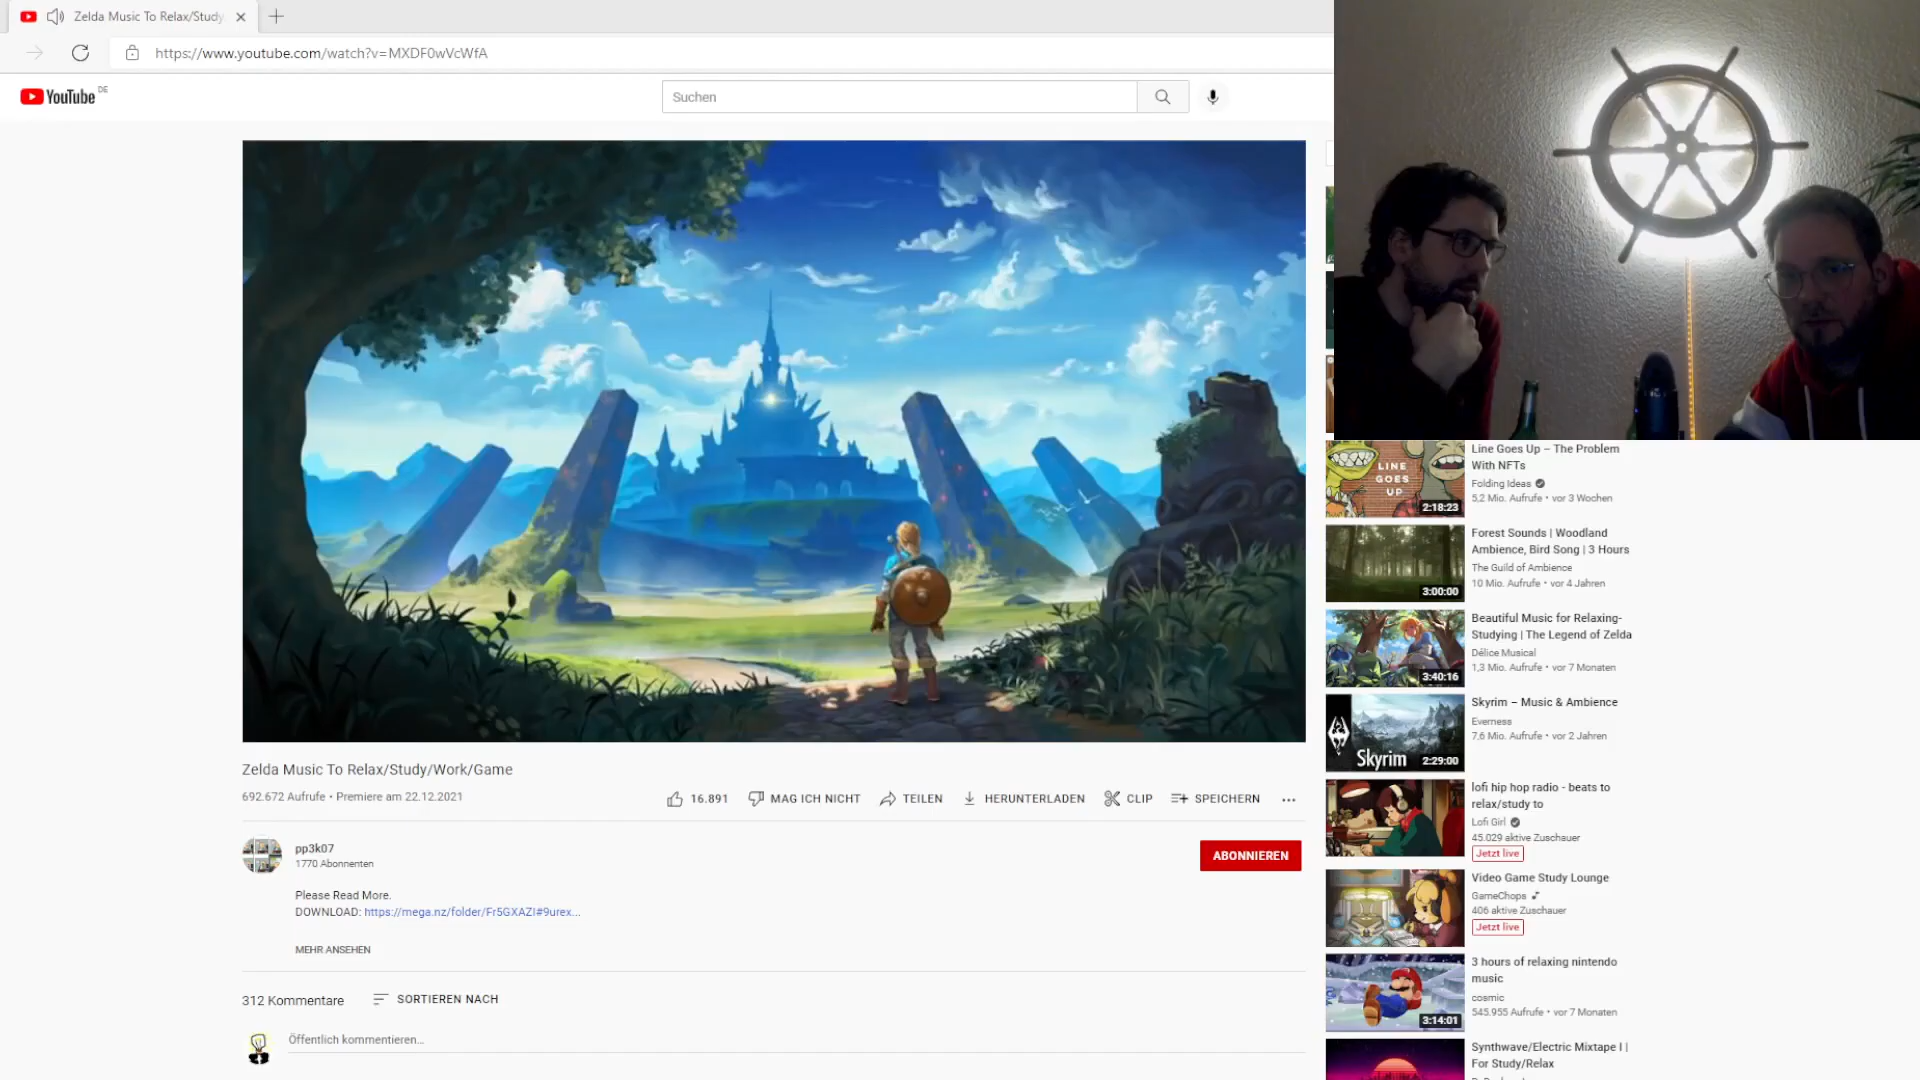 Zelda Music To Relax/Study
https://www.youtube.com/watch?v=MXDF0wVcWfA
YouTube DE
Suchen
Zelda Music To Relax/Study/Work/Game
692.672 Aufrufe • Premiere am 22.12.2021
16.891
MAG ICH NICHT
TEILEN
HERUNTERLADEN
CLIP
SPEICHERN
pp3k07
1770 Abonnenten
ABONNIEREN
Please Read More.
DOWNLOAD: https://mega.nz/folder/Fr5GXAZI#9urex...
MEHR ANSEHEN
312 Kommentare
SORTIEREN NACH
Öffentlich kommentieren...
LINE
GOES
UP
2:18:23
Line Goes Up – The Problem
With NFTs
Folding Ideas
5,2 Mio. Aufrufe • vor 3 Wochen
3:00:00
Forest Sounds | Woodland
Ambience, Bird Song | 3 Hours
The Guild of Ambience
10 Mio. Aufrufe • vor 4 Jahren
3:40:16
Beautiful Music for Relaxing-
Studying | The Legend of Zelda
Délice Musical
1,3 Mio. Aufrufe • vor 7 Monaten
Skyrim
2:29:00
Skyrim – Music & Ambience
Everness
7,6 Mio. Aufrufe • vor 2 Jahren
lofi hip hop radio - beats to
relax/study to
Lofi Girl
45.029 aktive Zuschauer
Jetzt live
Video Game Study Lounge
GameChops
406 aktive Zuschauer
Jetzt live
3:14:01
3 hours of relaxing nintendo
music
cosmic
545.955 Aufrufe • vor 7 Monaten
Synthwave/Electric Mixtape I |
For Study/Relax